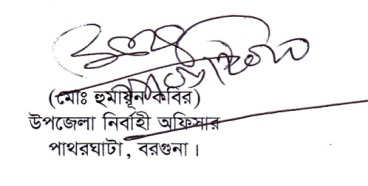 (মোঃ হুমায়ুন কবির)
উপজেলা নির্বাহী অফিসার
পাথরঘাটা, বরগুনা।